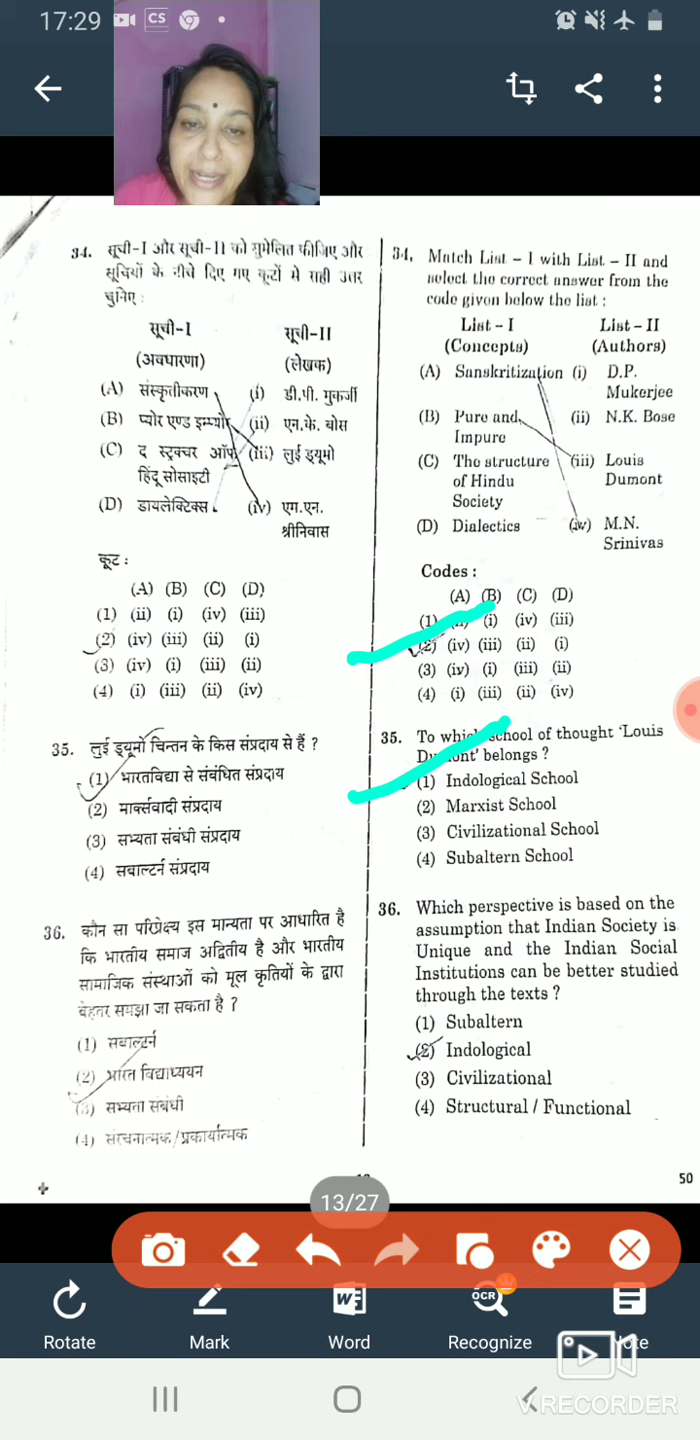 17:29
CS
34. सूची-I और सूची-II को सुमेलित कीजिए और
सूचियों के नीचे दिए गए कूटों में सही उत्तर
चुनिए :
सूची-I सूची-II
(अवधारणा) (लेखक)
(A) संस्कृतीकरण (i) डी.पी. मुकर्जी
(B) प्योर एण्ड इम्प्योर (ii) एन.के. बोस
(C) द स्ट्रक्चर ऑफ (iii) लुई ड्यूमो
हिंदू सोसाइटी
(D) डायलेक्टिक्स (iv) एम.एन.
श्रीनिवास
कूट :
(A) (B) (C) (D)
(1) (ii) (i) (iv) (iii)
(2) (iv) (iii) (ii) (i)
(3) (iv) (i) (iii) (ii)
(4) (i) (iii) (ii) (iv)
35. लुई ड्यूमो चिन्तन के किस संप्रदाय से हैं ?
(1) भारतविद्या से संबंधित संप्रदाय
(2) मार्क्सवादी संप्रदाय
(3) सभ्यता संबंधी संप्रदाय
(4) सबाल्टर्न संप्रदाय
36. कौन सा परिप्रेक्ष्य इस मान्यता पर आधारित है
कि भारतीय समाज अद्वितीय है और भारतीय
सामाजिक संस्थाओं को मूल कृतियों के द्वारा
बेहतर समझा जा सकता है ?
(1) सबाल्टर्न
(2) भारत विद्याध्ययन
(3) सभ्यता संबंधी
(4) संरचनात्मक/प्रकार्यात्मक
34. Match List – I with List – II and
select the correct answer from the
code given below the list :
List – I List – II
(Concepts) (Authors)
(A) Sanskritization (i) D.P.
Mukerjee
(B) Pure and (ii) N.K. Bose
Impure
(C) The structure (iii) Louis
of Hindu Dumont
Society
(D) Dialectics (iv) M.N.
Srinivas
Codes :
(A) (B) (C) (D)
(1) (ii) (i) (iv) (iii)
(2) (iv) (iii) (ii) (i)
(3) (iv) (i) (iii) (ii)
(4) (i) (iii) (ii) (iv)
35. To which school of thought 'Louis
Dumont' belongs ?
(1) Indological School
(2) Marxist School
(3) Civilizational School
(4) Subaltern School
36. Which perspective is based on the
assumption that Indian Society is
Unique and the Indian Social
Institutions can be better studied
through the texts ?
(1) Subaltern
(2) Indological
(3) Civilizational
(4) Structural / Functional
50
13/27
W
OCR
Rotate Mark Word Recognize
V RECORDER